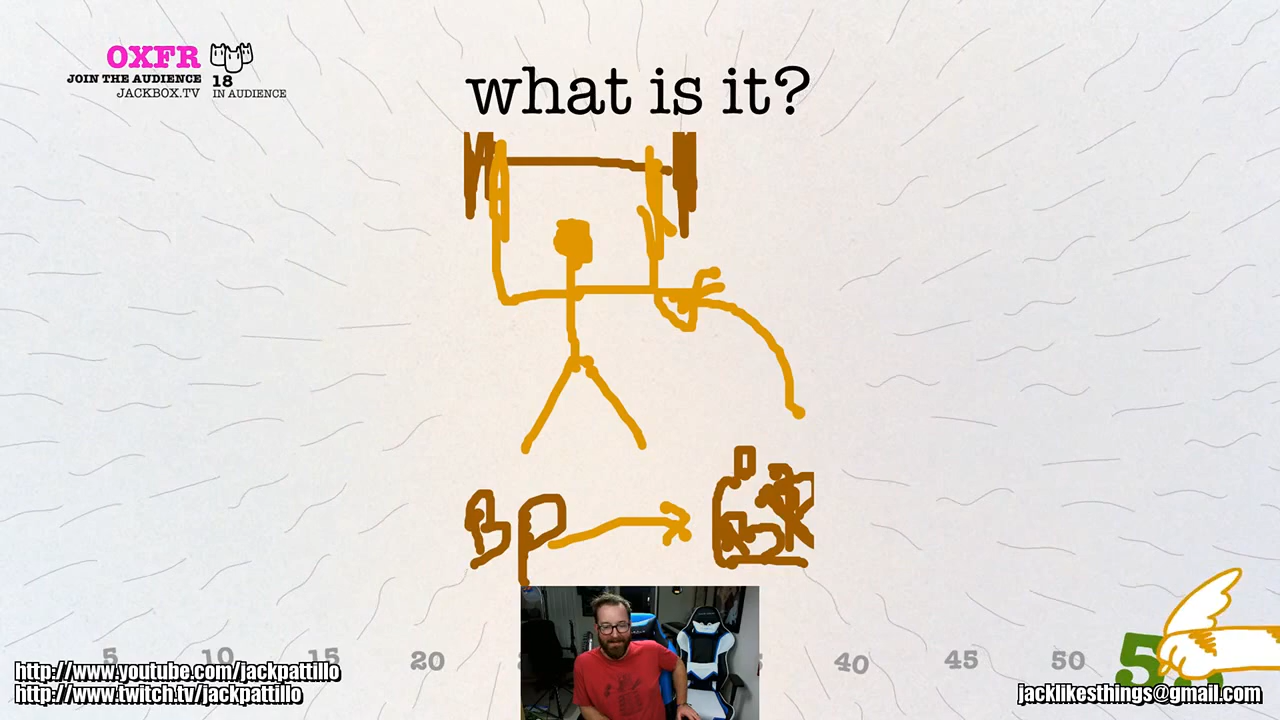 OXFR
JOIN THE AUDIENCE
JACKBOX.TV
18
IN AUDIENCE
what is it?
BP
5 10 15 20 40 45 50
http://www.youtube.com/jackpattillo
http://www.twitch.tv/jackpattillo
jacklikesthings@gmail.com